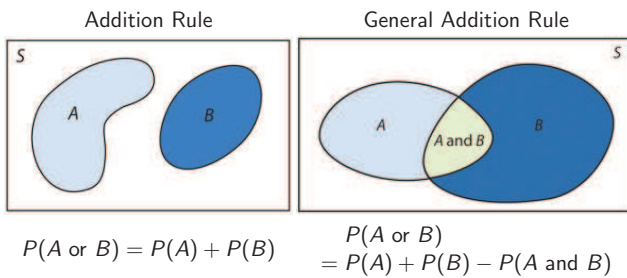 Addition Rule
S
A
B
P(A or B) = P(A) + P(B)
General Addition Rule
S
A
A and B
B
P(A or B)
= P(A) + P(B) − P(A and B)